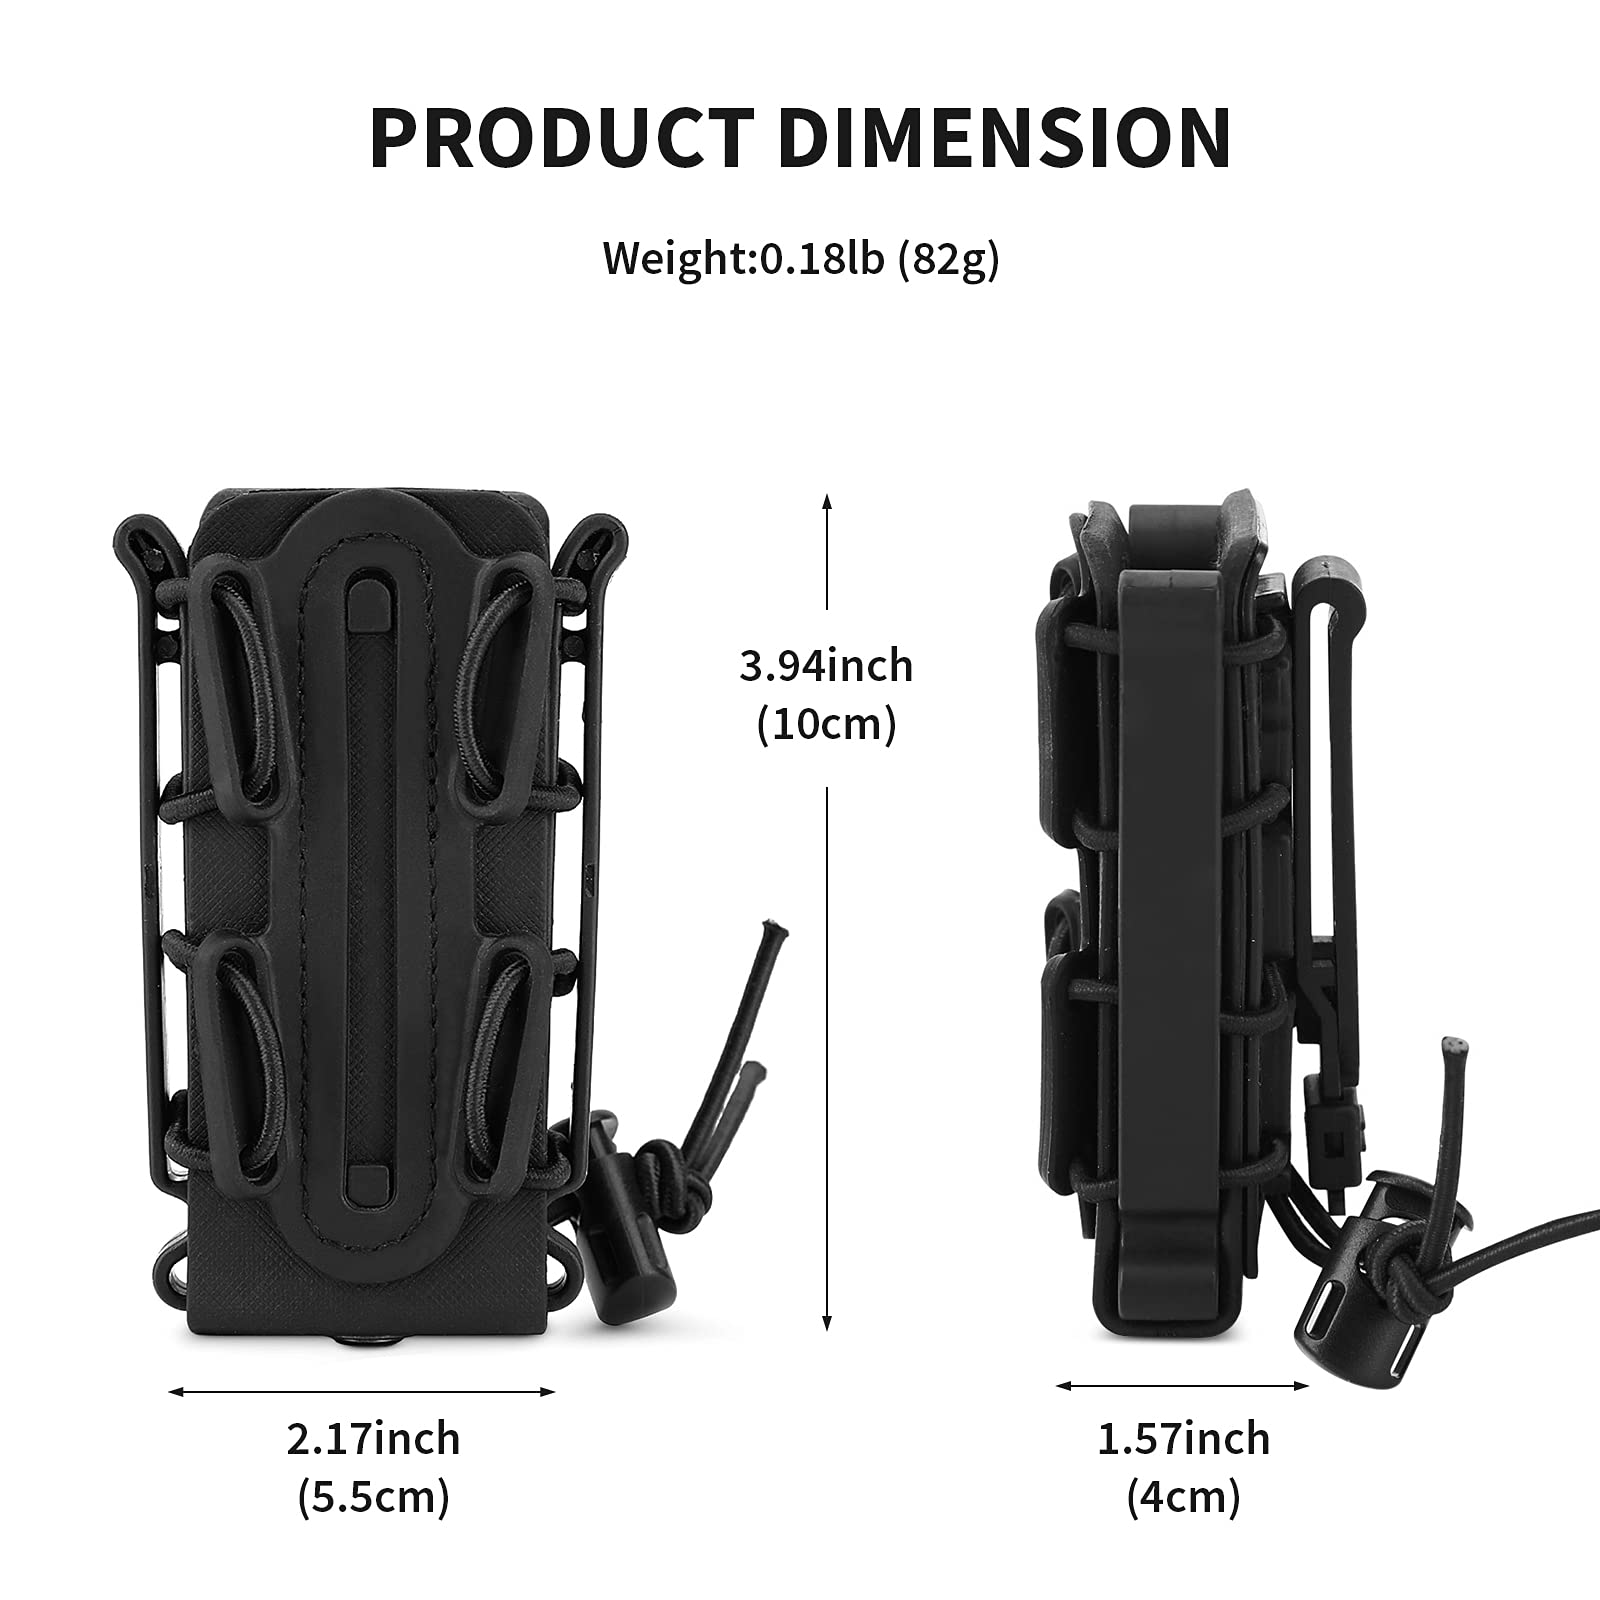 PRODUCT DIMENSION
Weight:0.18lb (82g)
3.94inch
(10cm)
2.17inch
(5.5cm)
1.57inch
(4cm)